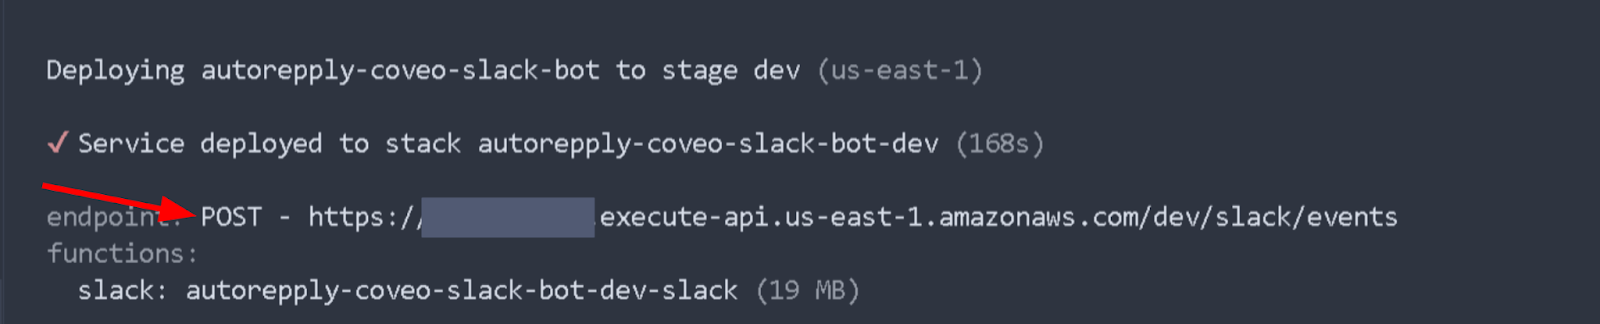 Deploying autorepply-coveo-slack-bot to stage dev (us-east-1)
✓ Service deployed to stack autorepply-coveo-slack-bot-dev (168s)
endpoint: POST - https://.execute-api.us-east-1.amazonaws.com/dev/slack/events
functions:
slack: autorepply-coveo-slack-bot-dev-slack (19 MB)